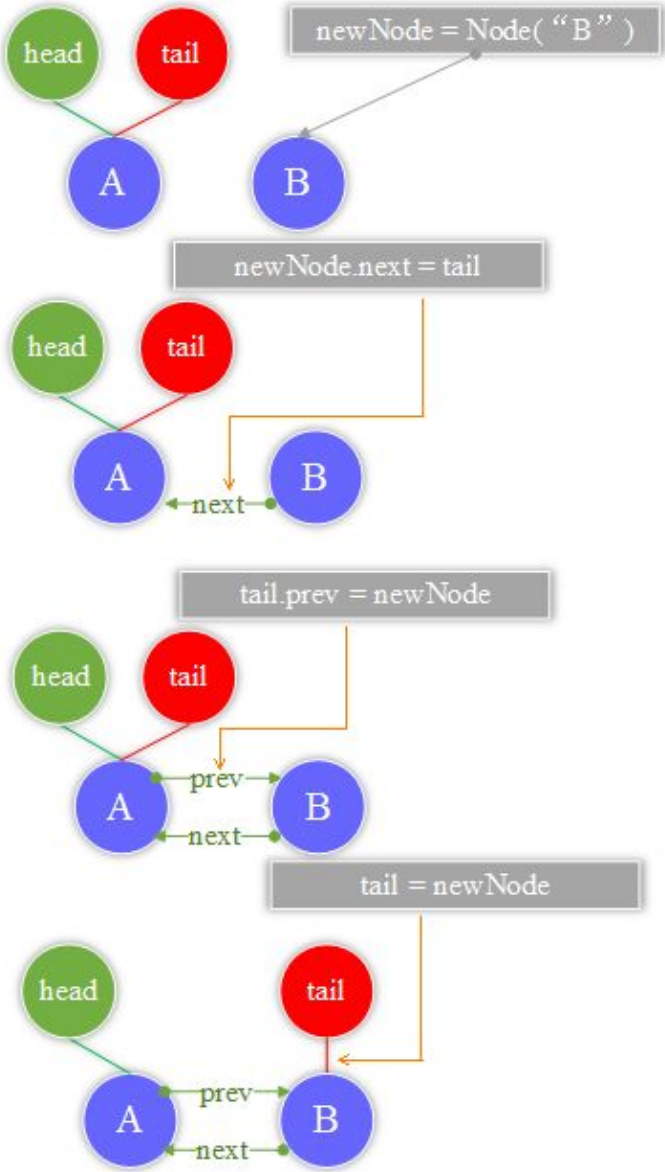 head tail newNode = Node( “B” )
A B
newNode.next = tail
head tail
A B
next
tail.prev = newNode
head tail
prev
A B
next
tail = newNode
head tail
prev
A B
next